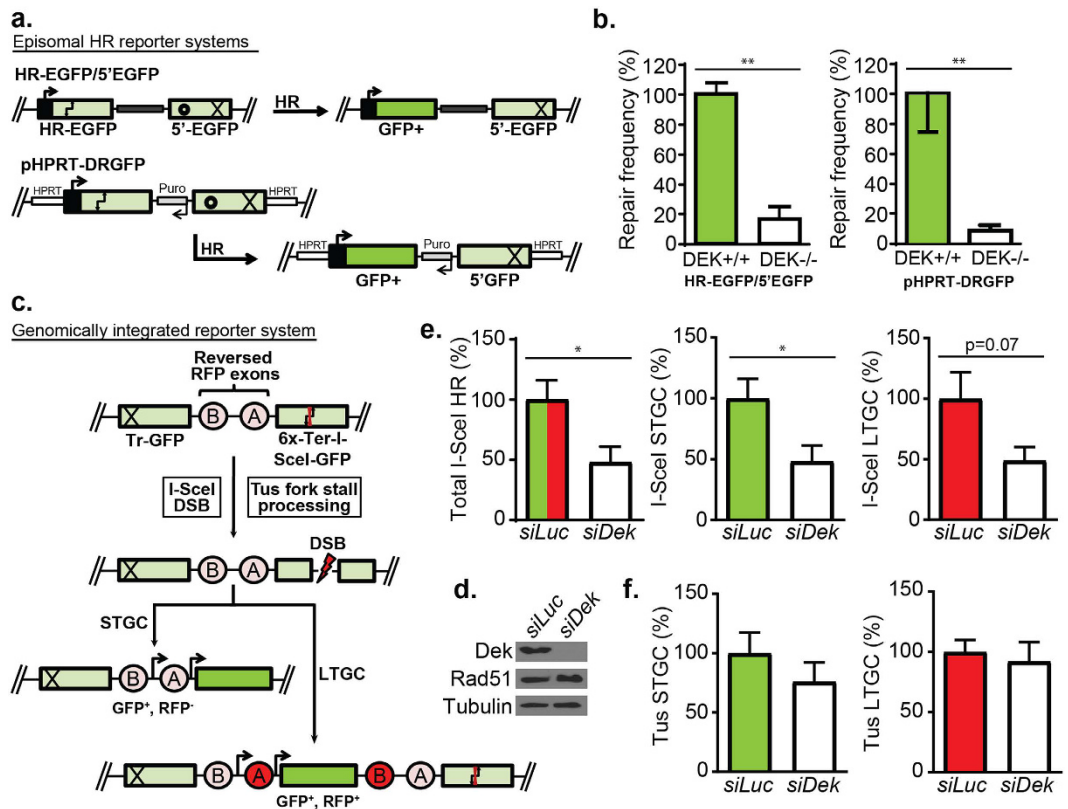 a.
Episomal HR reporter systems
HR-EGFP/5'EGFP
HR-EGFP
5'-EGFP
HR
GFP+
5'-EGFP
pHPRT-DRGFP
HPRT
Puro
HPRT
HR
HPRT
Puro
HPRT
GFP+
5'GFP
b.
Repair frequency (%)
120
100
80
60
40
20
0
**
DEK+/+ DEK-/-
HR-EGFP/5'EGFP
Repair frequency (%)
120
100
80
60
40
20
0
**
DEK+/+ DEK-/-
pHPRT-DRGFP
c.
Genomically integrated reporter system
Reversed
RFP exons
B
A
Tr-GFP
6x-Ter-I-
SceI-GFP
I-SceI
DSB
Tus fork stall
processing
DSB
B
A
STGC
LTGC
B
A
GFP+, RFP-
B
A
B
A
GFP+, RFP+
d.
siLuc
siDek
Dek
Rad51
Tubulin
e.
Total I-SceI HR (%)
150
100
50
0
*
siLuc siDek
I-SceI STGC (%)
150
100
50
0
*
siLuc siDek
I-SceI LTGC (%)
150
100
50
0
p=0.07
siLuc siDek
f.
Tus STGC (%)
150
100
50
0
siLuc siDek
Tus LTGC (%)
150
100
50
0
siLuc siDek